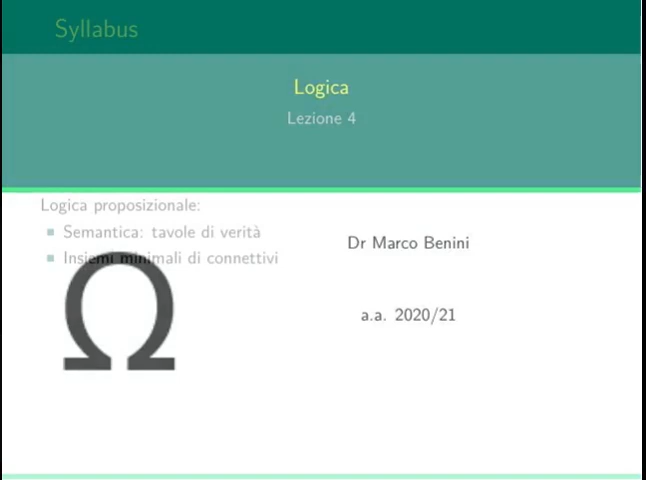 Syllabus
Logica
Lezione 4
Logica proposizionale:
Semantica: tavole di verità
Insiemi minimali di connettivi
Dr Marco Benini
Ω
a.a. 2020/21